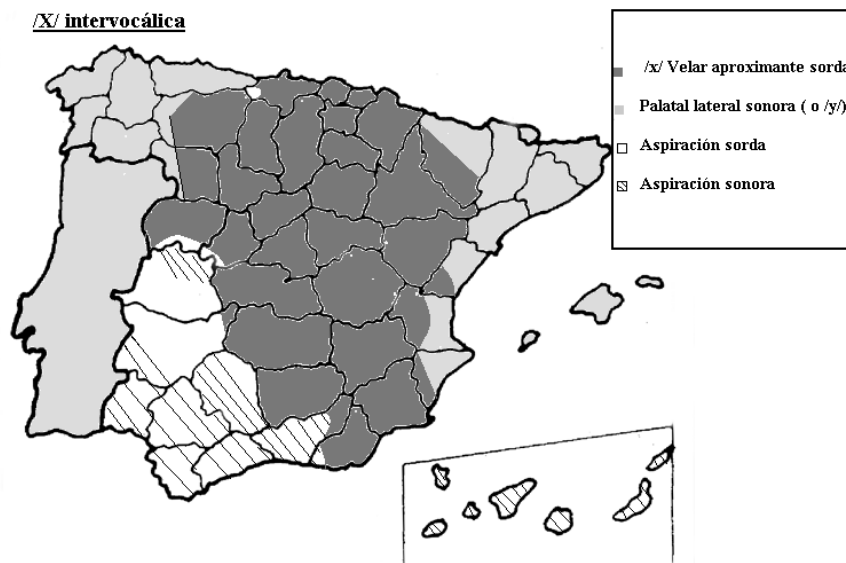 /X/ intervocálica
/x/ Velar aproximante sorda
Palatal lateral sonora ( o /y/)
Aspiración sorda
Aspiración sonora